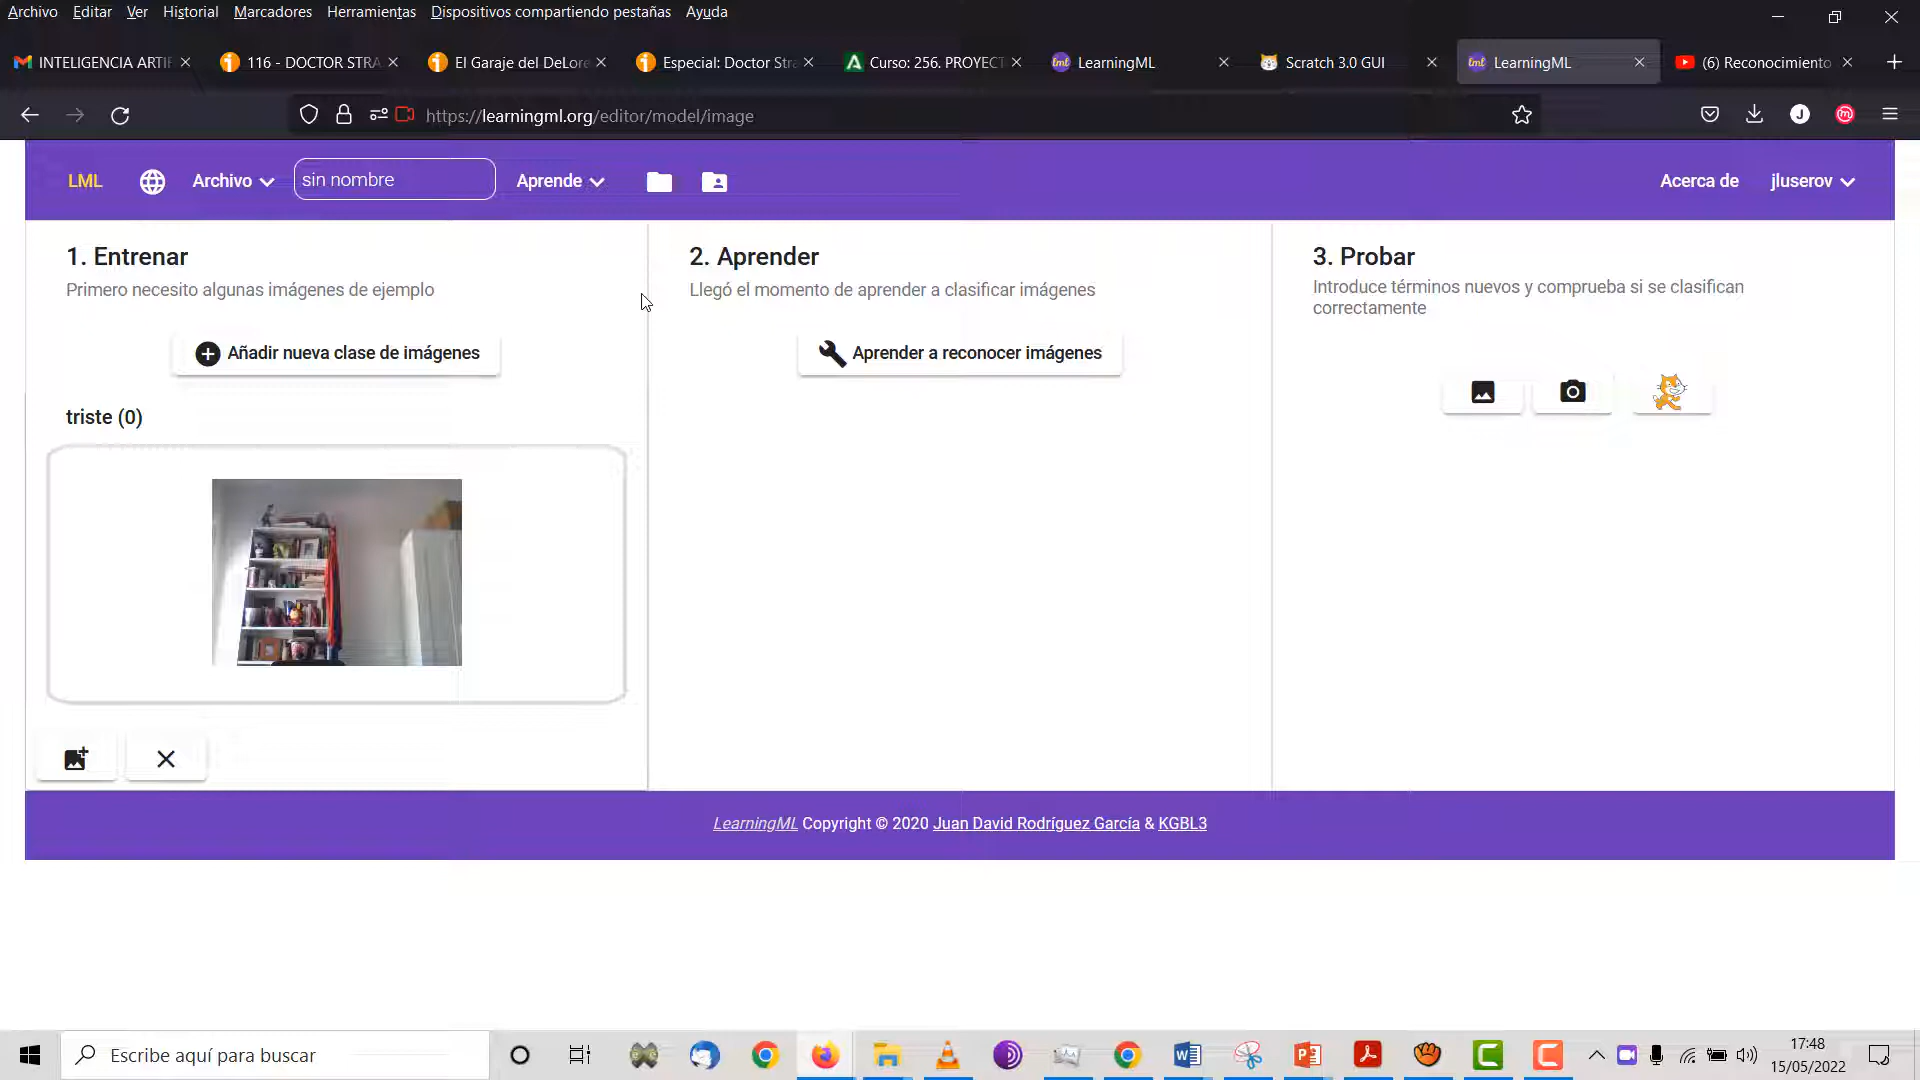 Archivo Editar Ver Historial Marcadores Herramientas Dispositivos compartiendo pestañas Ayuda
INTELIGENCIA ARTIF 116 - DOCTOR STRA El Garaje del DeLore Especial: Doctor Stra Curso: 256. PROYECT LearningML Scratch 3.0 GUI LearningML (6) Reconocimiento
https://learningml.org/editor/model/image
LML Archivo sin nombre Aprende Acerca de jluserov
1. Entrenar
Primero necesito algunas imágenes de ejemplo
Añadir nueva clase de imágenes
triste (0)
2. Aprender
Llegó el momento de aprender a clasificar imágenes
Aprender a reconocer imágenes
3. Probar
Introduce términos nuevos y comprueba si se clasifican
correctamente
LearningML Copyright © 2020 Juan David Rodríguez García & KGBL3
Escribe aquí para buscar
17:48
15/05/2022